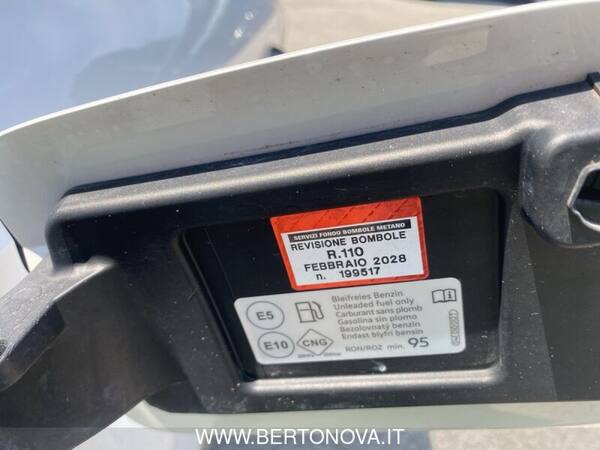 SERVIZI FONDO BOMBOLE METANO
REVISIONE BOMBOLE
R.110
FEBBRAIO 2028
n. 199517
E5
E10
CNG
Bleifreies Benzin
Unleaded fuel only
Carburant sans plomb
Gasolina sin plomo
Bezolovnatý benzin
Endast blyfri bensin
RON/ROZ min. 95
WWW.BERTONOVA.IT